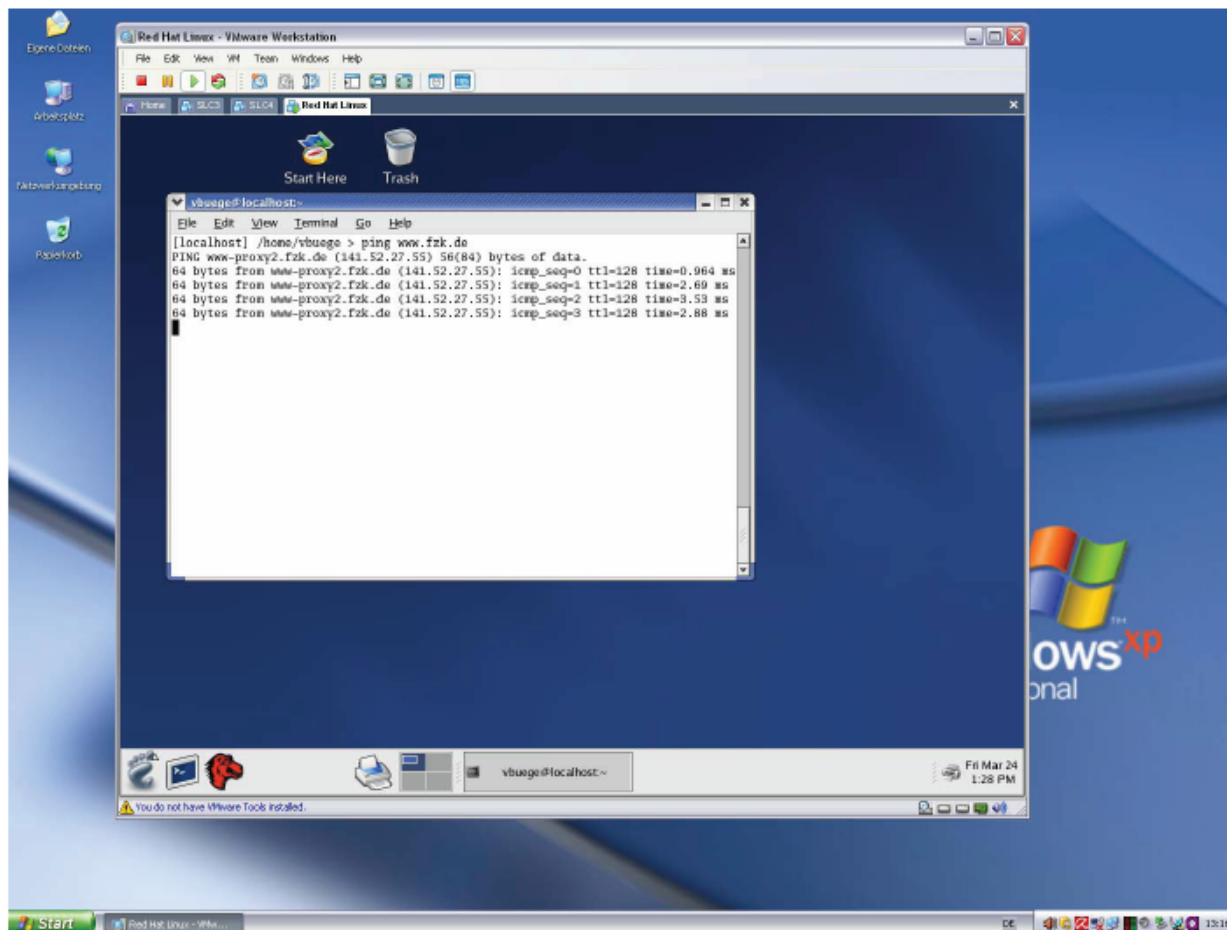 Eigene Dateien
Arbeitsplatz
Netzwerkumgebung
Papierkorb
Red Hat Linux - VMware Workstation
File Edit View VM Team Windows Help
Home SLC3 SLC4 Red Hat Linux
Start Here Trash
vbuege@localhost:~
File Edit View Terminal Go Help
[localhost] /home/vbuege > ping www.fzk.de
PING www-proxy2.fzk.de (141.52.27.55) 56(84) bytes of data.
64 bytes from www-proxy2.fzk.de (141.52.27.55): icmp_seq=0 ttl=128 time=0.964 ms
64 bytes from www-proxy2.fzk.de (141.52.27.55): icmp_seq=1 ttl=128 time=2.69 ms
64 bytes from www-proxy2.fzk.de (141.52.27.55): icmp_seq=2 ttl=128 time=3.53 ms
64 bytes from www-proxy2.fzk.de (141.52.27.55): icmp_seq=3 ttl=128 time=2.88 ms
ows xp
TM
onal
vbuege@localhost:~
Fri Mar 24
1:28 PM
You do not have VMware Tools installed.
Start Red Hat Linux - VMw... DE